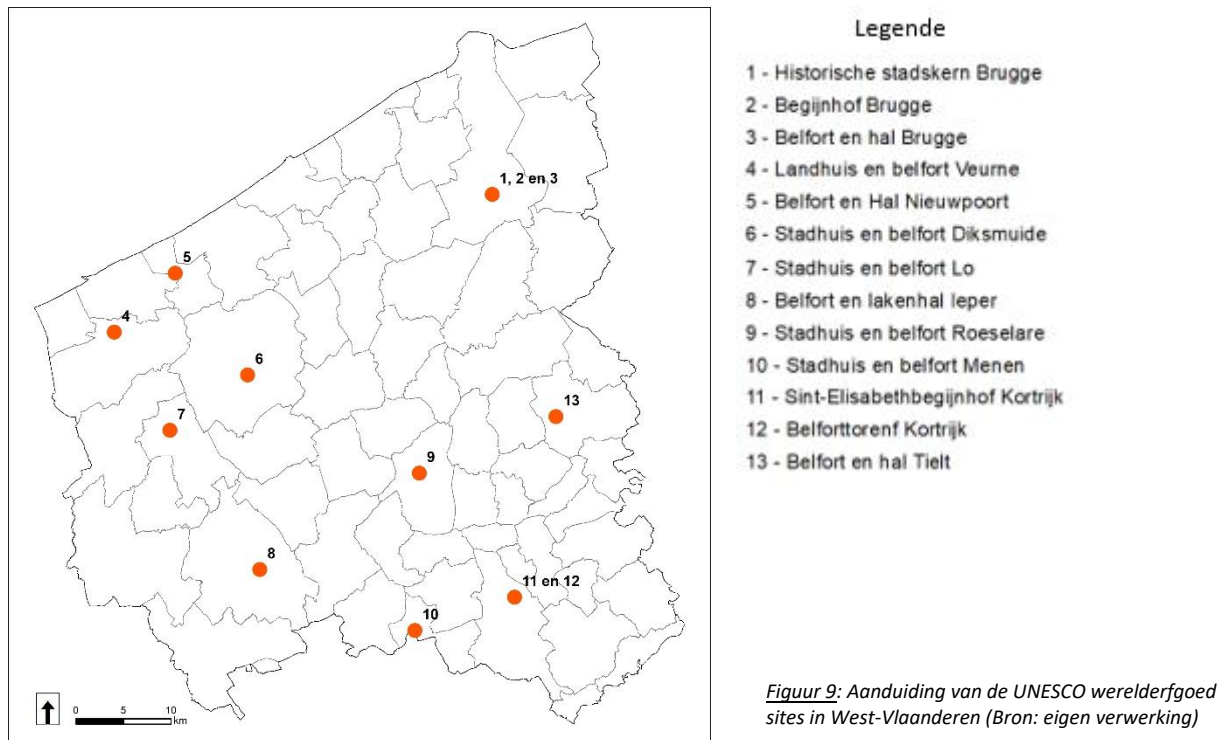 Legende
1 - Historische stadskern Brugge
2 - Begijnhof Brugge
3 - Belfort en hal Brugge
4 - Landhuis en belfort Veurne
5 - Belfort en Hal Nieuwpoort
6 - Stadhuis en belfort Diksmuide
7 - Stadhuis en belfort Lo
8 - Belfort en lakenhal Ieper
9 - Stadhuis en belfort Roeselare
10 - Stadhuis en belfort Menen
11 - Sint-Elisabethbegijnhof Kortrijk
12 - Belforttorenf Kortrijk
13 - Belfort en hal Tielt
1, 2 en 3
5
4
6
13
7
9
8
11 en 12
10
0 5 10
km
Figuur 9: Aanduiding van de UNESCO werelderfgoed
sites in West-Vlaanderen (Bron: eigen verwerking)